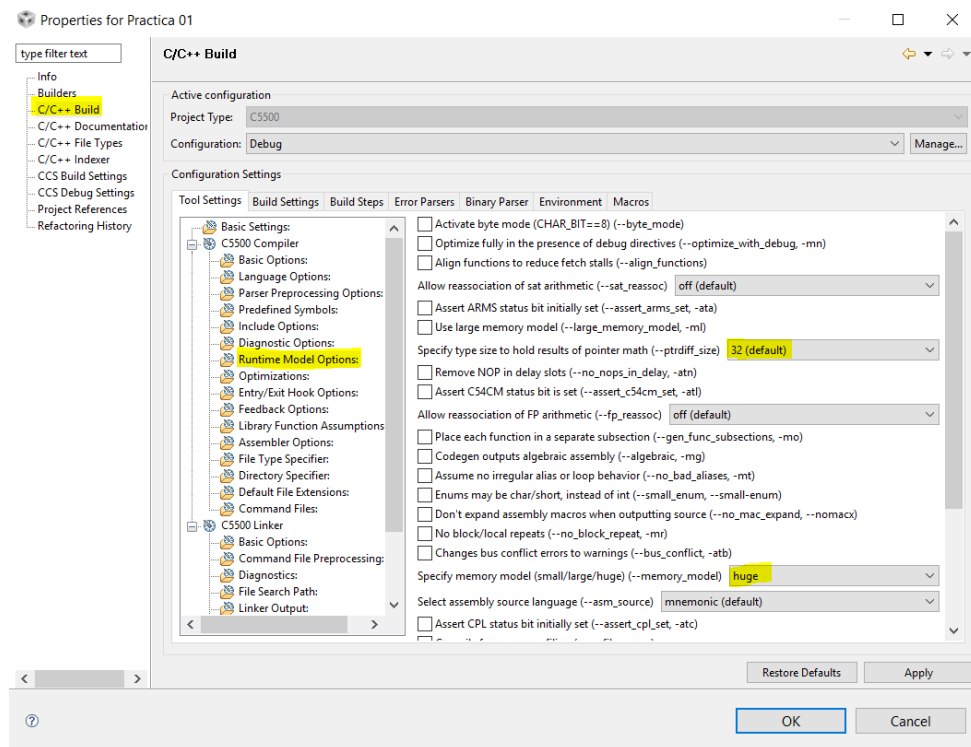 Properties for Practica 01
type filter text
Info
Builders
C/C++ Build
C/C++ Documentation
C/C++ File Types
C/C++ Indexer
CCS Build Settings
CCS Debug Settings
Project References
Refactoring History
C/C++ Build
Active configuration
Project Type: C5500
Configuration: Debug Manage...
Configuration Settings
Tool Settings Build Settings Build Steps Error Parsers Binary Parser Environment Macros
Basic Settings:
C5500 Compiler
Basic Options:
Language Options:
Parser Preprocessing Options:
Predefined Symbols:
Include Options:
Diagnostic Options:
Runtime Model Options:
Optimizations:
Entry/Exit Hook Options:
Feedback Options:
Library Function Assumptions
Assembler Options:
File Type Specifier:
Directory Specifier:
Default File Extensions:
Command Files:
C5500 Linker
Basic Options:
Command File Preprocessing:
Diagnostics:
File Search Path:
Linker Output:
Activate byte mode (CHAR_BIT==8) (--byte_mode)
Optimize fully in the presence of debug directives (--optimize_with_debug, -mn)
Align functions to reduce fetch stalls (--align_functions)
Allow reassociation of sat arithmetic (--sat_reassoc) off (default)
Assert ARMS status bit initially set (--assert_arms_set, -ata)
Use large memory model (--large_memory_model, -ml)
Specify type size to hold results of pointer math (--ptrdiff_size) 32 (default)
Remove NOP in delay slots (--no_nops_in_delay, -atn)
Assert C54CM status bit is set (--assert_c54cm_set, -atl)
Allow reassociation of FP arithmetic (--fp_reassoc) off (default)
Place each function in a separate subsection (--gen_func_subsections, -mo)
Codegen outputs algebraic assembly (--algebraic, -mg)
Assume no irregular alias or loop behavior (--no_bad_aliases, -mt)
Enums may be char/short, instead of int (--small_enum, --small-enum)
Don't expand assembly macros when outputting source (--no_mac_expand, --nomacx)
No block/local repeats (--no_block_repeat, -mr)
Changes bus conflict errors to warnings (--bus_conflict, -atb)
Specify memory model (small/large/huge) (--memory_model) huge
Select assembly source language (--asm_source) mnemonic (default)
Assert CPL status bit initially set (--assert_cpl_set, -atc)
Restore Defaults Apply
OK Cancel